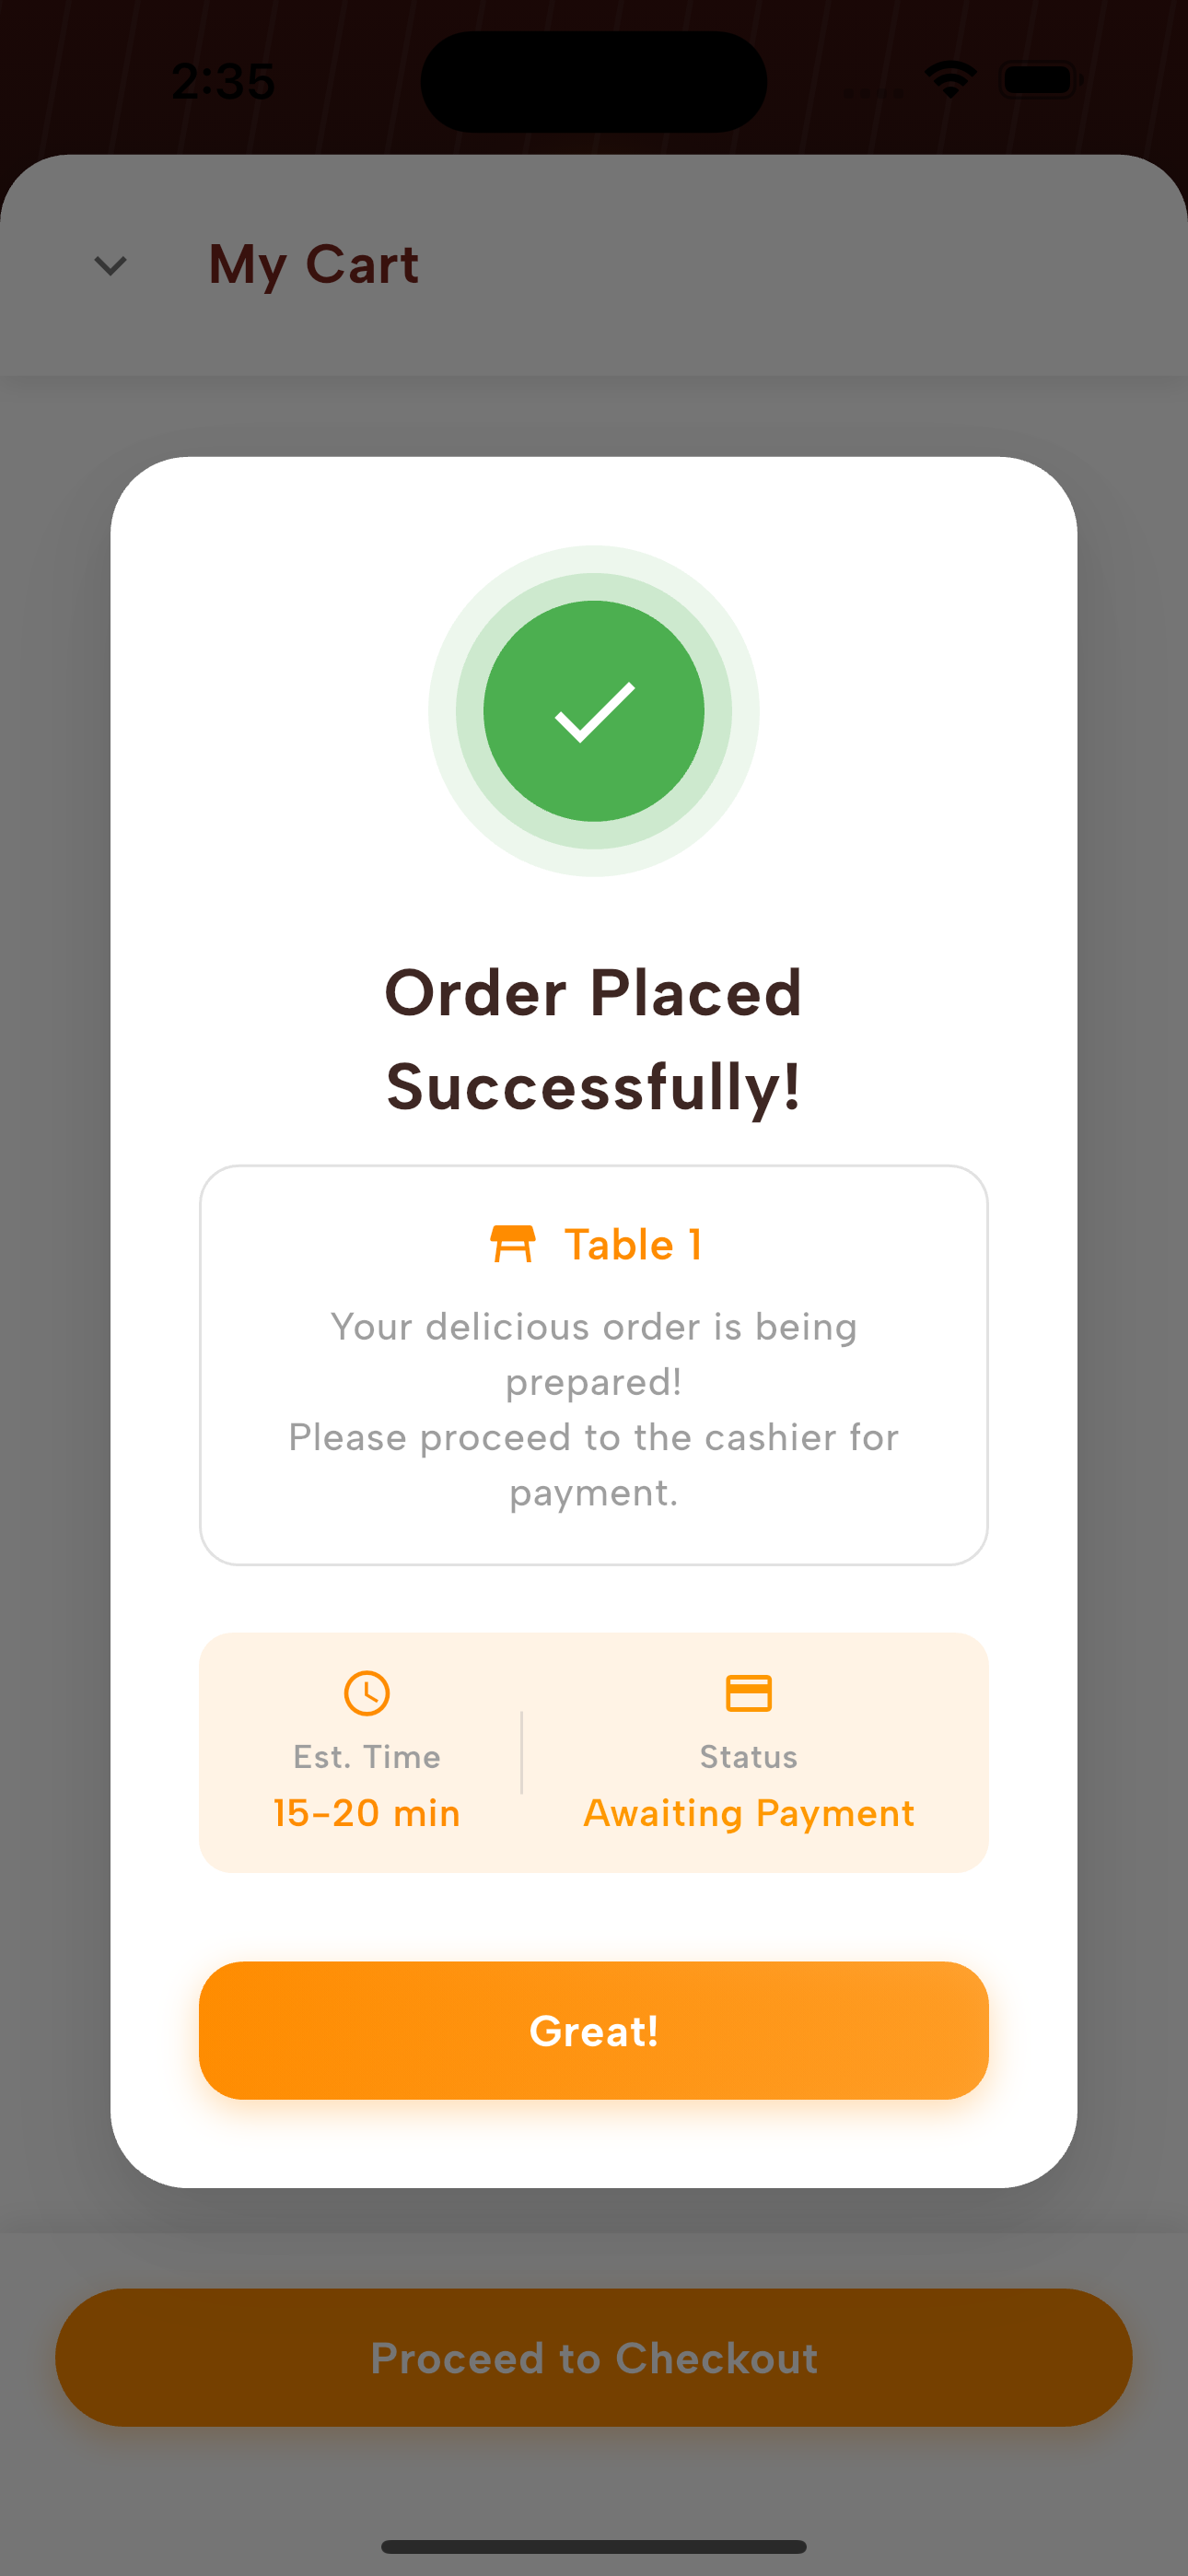 2:35
My Cart
Order Placed
Successfully!
Table 1
Your delicious order is being
prepared!
Please proceed to the cashier for
payment.
Est. Time
15-20 min
Status
Awaiting Payment
Great!
Proceed to Checkout